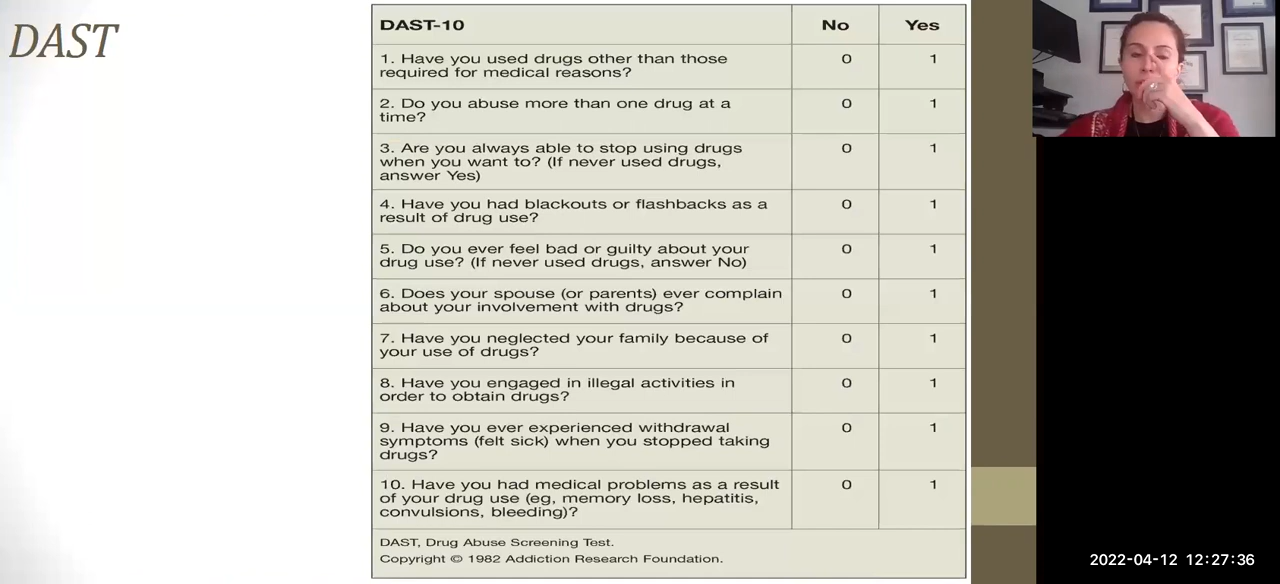 DAST
DAST-10 No Yes
1. Have you used drugs other than those 0 1
required for medical reasons?
2. Do you abuse more than one drug at a 0 1
time?
3. Are you always able to stop using drugs 0 1
when you want to? (If never used drugs,
answer Yes)
4. Have you had blackouts or flashbacks as a 0 1
result of drug use?
5. Do you ever feel bad or guilty about your 0 1
drug use? (If never used drugs, answer No)
6. Does your spouse (or parents) ever complain 0 1
about your involvement with drugs?
7. Have you neglected your family because of 0 1
your use of drugs?
8. Have you engaged in illegal activities in 0 1
order to obtain drugs?
9. Have you ever experienced withdrawal 0 1
symptoms (felt sick) when you stopped taking
drugs?
10. Have you had medical problems as a result 0 1
of your drug use (eg, memory loss, hepatitis,
convulsions, bleeding)?
DAST, Drug Abuse Screening Test.
Copyright © 1982 Addiction Research Foundation.
2022-04-12 12:27:36